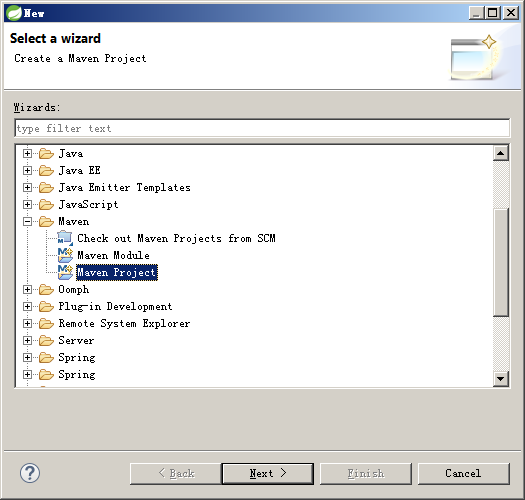 New
Select a wizard
Create a Maven Project
Wizards:
type filter text
Java
Java EE
Java Emitter Templates
JavaScript
Maven
Check out Maven Projects from SCM
Maven Module
Maven Project
Oomph
Plug-in Development
Remote System Explorer
Server
Spring
Spring
< Back
Next >
Finish
Cancel